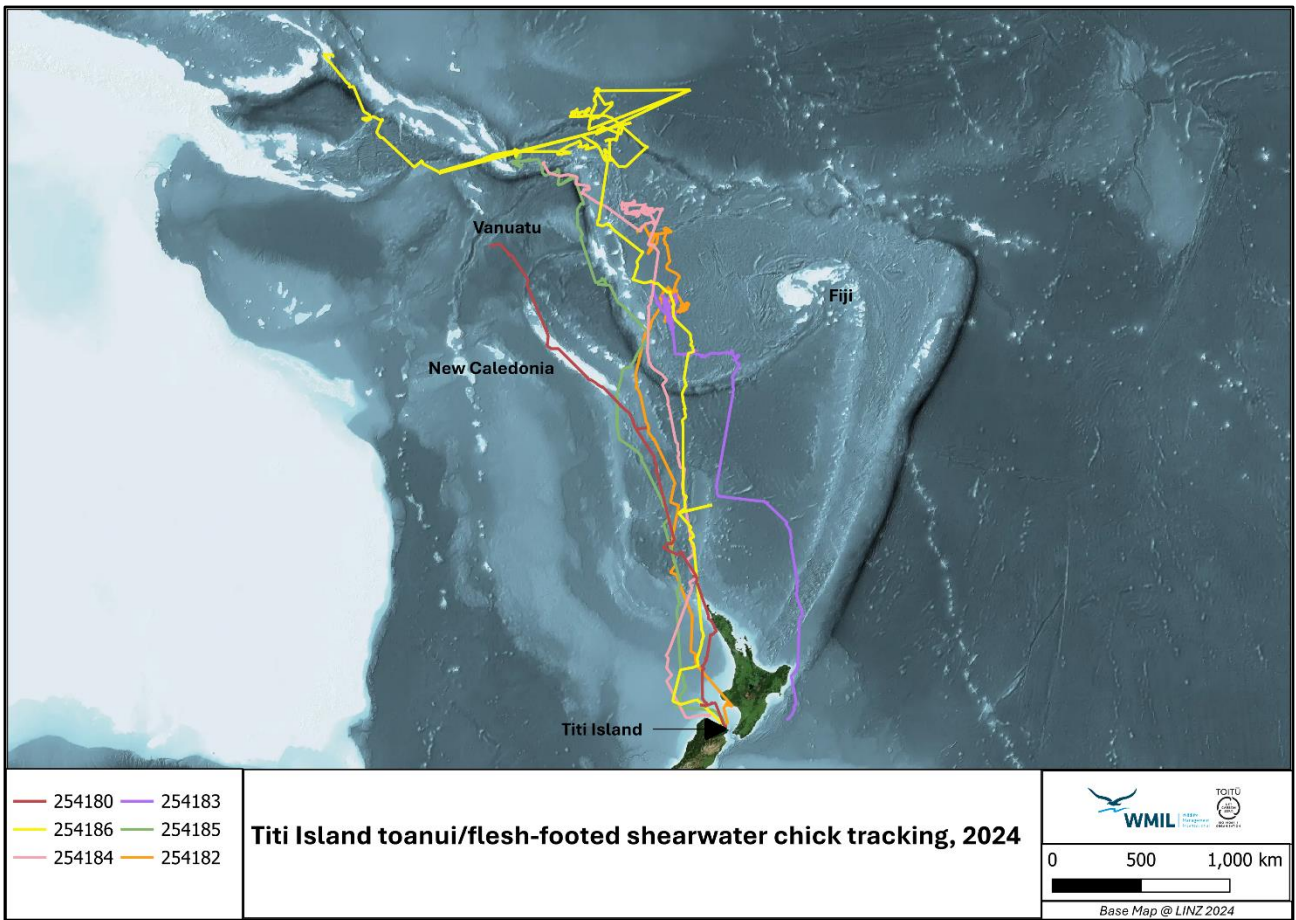 Vanuatu
Fiji
New Caledonia
Titi Island
254180 254183
254186 254185
254184 254182
Titi Island toanui/flesh-footed shearwater chick tracking, 2024
WMIL
TOITŪ
0 500 1,000 km
Base Map @ LINZ 2024